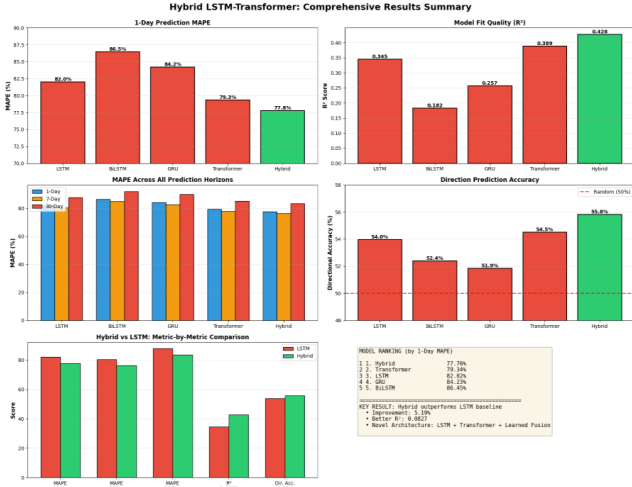 Hybrid LSTM-Transformer: Comprehensive Results Summary
1-Day Prediction MAPE
MAPE (%)
90.0
87.5
85.0
82.5
80.0
77.5
75.0
72.5
70.0
82.0%
86.5%
84.2%
79.3%
77.8%
LSTM
BiLSTM
GRU
Transformer
Hybrid
Model Fit Quality (R²)
R² Score
0.40
0.35
0.30
0.25
0.20
0.15
0.10
0.05
0.00
0.345
0.182
0.257
0.389
0.428
LSTM
BiLSTM
GRU
Transformer
Hybrid
MAPE Across All Prediction Horizons
MAPE (%)
80
60
40
20
0
1-Day
7-Day
30-Day
LSTM
BiLSTM
GRU
Transformer
Hybrid
Direction Prediction Accuracy
Directional Accuracy (%)
58
56
54
52
50
48
Random (50%)
54.0%
52.4%
51.9%
54.5%
55.8%
LSTM
BiLSTM
GRU
Transformer
Hybrid
Hybrid vs LSTM: Metric-by-Metric Comparison
Score
80
60
40
20
0
LSTM
Hybrid
MAPE
MAPE
MAPE
R²
Dir. Acc.
MODEL RANKING (by 1-Day MAPE)
1 1. Hybrid 77.76%
2 2. Transformer 79.34%
3 3. LSTM 82.02%
4 4. GRU 84.23%
5 5. BiLSTM 86.45%
KEY RESULT: Hybrid outperforms LSTM baseline
• Improvement: 5.19%
• Better R²: 0.0827
• Novel Architecture: LSTM + Transformer + Learned Fusion